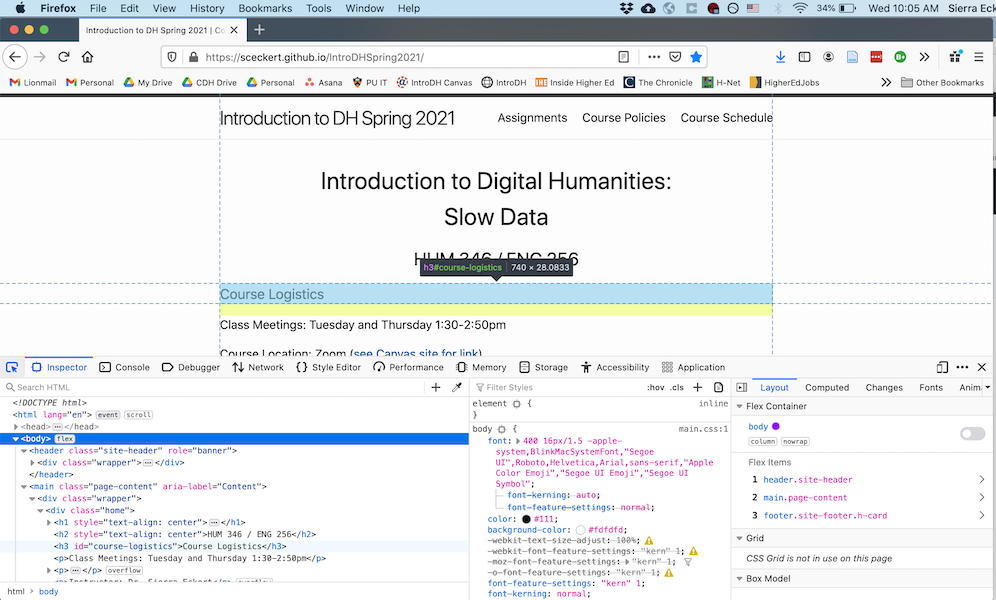 Firefox File Edit View History Bookmarks Tools Window Help 34% Wed 10:05 AM Sierra Eck
Introduction to DH Spring 2021 | Co
https://sceckert.github.io/IntroDHSpring2021/
Lionmail Personal My Drive CDH Drive Personal Asana PU IT IntroDH Canvas IntroDH Inside Higher Ed The Chronicle H-Net HigherEdJobs Other Bookmarks
Introduction to DH Spring 2021 Assignments Course Policies Course Schedule
Introduction to Digital Humanities:
Slow Data
HUM 346 / ENG 256
h3#course-logistics 740 × 28.0833
Course Logistics
Class Meetings: Tuesday and Thursday 1:30-2:50pm
Course Location: Zoom (see Canvas site for link)
Inspector Console Debugger Network Style Editor Performance Memory Storage Accessibility Application
Search HTML
<!DOCTYPE html>
<html lang="en"> event scroll
<head></head>
<body> flex
<header class="site-header" role="banner">
<div class="wrapper"></div>
</header>
<main class="page-content" aria-label="Content">
<div class="wrapper">
<div class="home">
<h1 style="text-align: center"></h1>
<h2 style="text-align: center">HUM 346 / ENG 256</h2>
<h3 id="course-logistics">Course Logistics</h3>
<p>Class Meetings: Tuesday and Thursday 1:30-2:50pm</p>
<p></p> overflow
<p>Instructor: Dr. Sierra Eckert</p> overflow
html > body
Filter Styles :hov .cls
element { inline
}
body { main.css:1
font: 400 16px/1.5 -apple-
system,BlinkMacSystemFont,"Segoe
UI",Roboto,Helvetica,Arial,sans-serif,"Apple
Color Emoji","Segoe UI Emoji","Segoe UI
Symbol";
font-kerning: auto;
font-feature-settings: normal;
color: #111;
background-color: #fdfdfd;
-webkit-text-size-adjust: 100%;
-webkit-font-feature-settings: "kern" 1;
-moz-font-feature-settings: "kern" 1;
-o-font-feature-settings: "kern" 1;
font-feature-settings: "kern" 1;
font-kerning: normal;
Layout Computed Changes Fonts Anim
Flex Container
body
column nowrap
Flex Items
1 header.site-header
2 main.page-content
3 footer.site-footer.h-card
Grid
CSS Grid is not in use on this page
Box Model